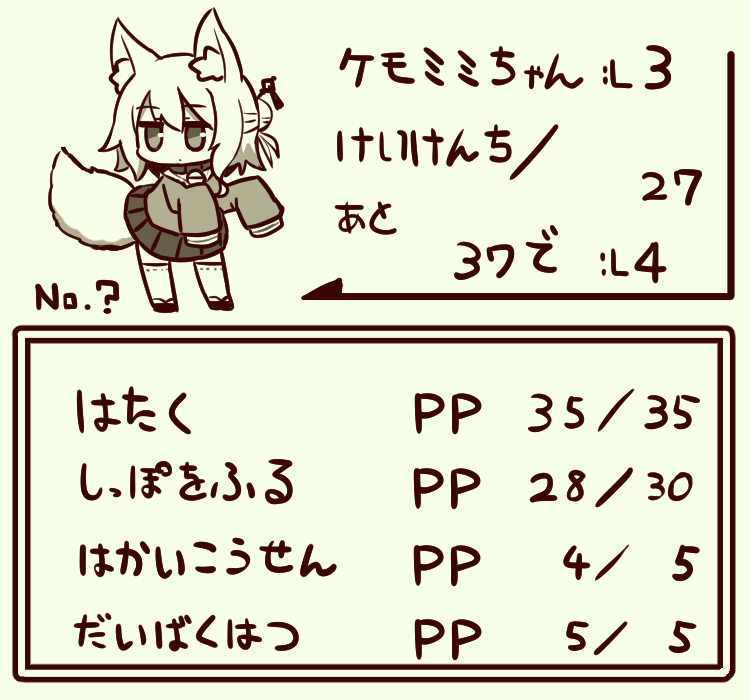 ケモミミちゃん :L3
けいけんち/
27
あと
37で :L4
No.?
はたく PP 35/35
しっぽをふる PP 28/30
はかいこうせん PP 4/ 5
だいばくはつ PP 5/ 5